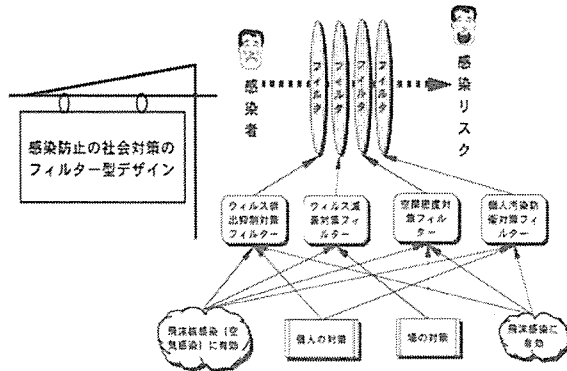 感染防止の社会対策の
フィルター型デザイン
感染者
フィルタ
フィルタ
フィルタ
フィルタ
感染リスク
ウィルス排
出抑制対策
フィルター
ウィルス減
衰対策フィ
ルター
空間密度対
策フィルタ
ー
個人汚染防
衛対策フィ
ルター
飛沫核感染（空
気感染）に有効
個人の対策
場の対策
飛沫感染に
有効